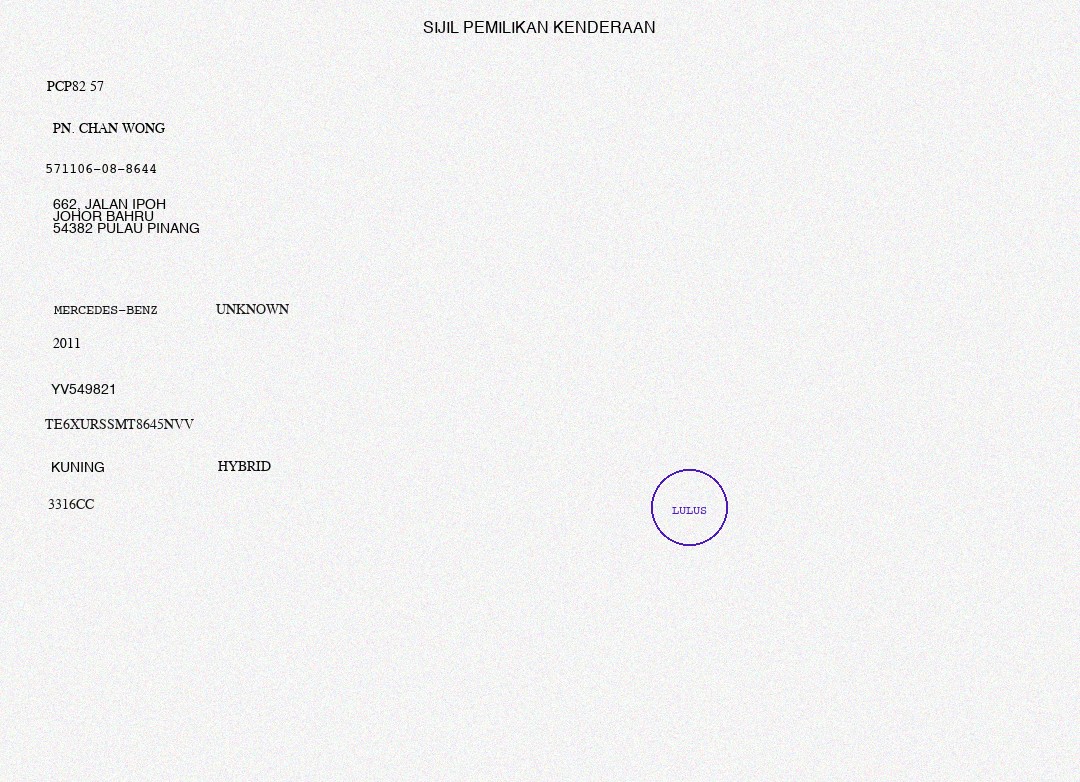 SIJIL PEMILIKAN KENDERAAN
PCP82 57
PN. CHAN WONG
571106-08-8644
662, JALAN IPOH
JOHOR BAHRU
54382 PULAU PINANG
MERCEDES-BENZ UNKNOWN
2011
YV549821
TE6XURSSMT8645NVV
KUNING HYBRID
3316CC
LULUS